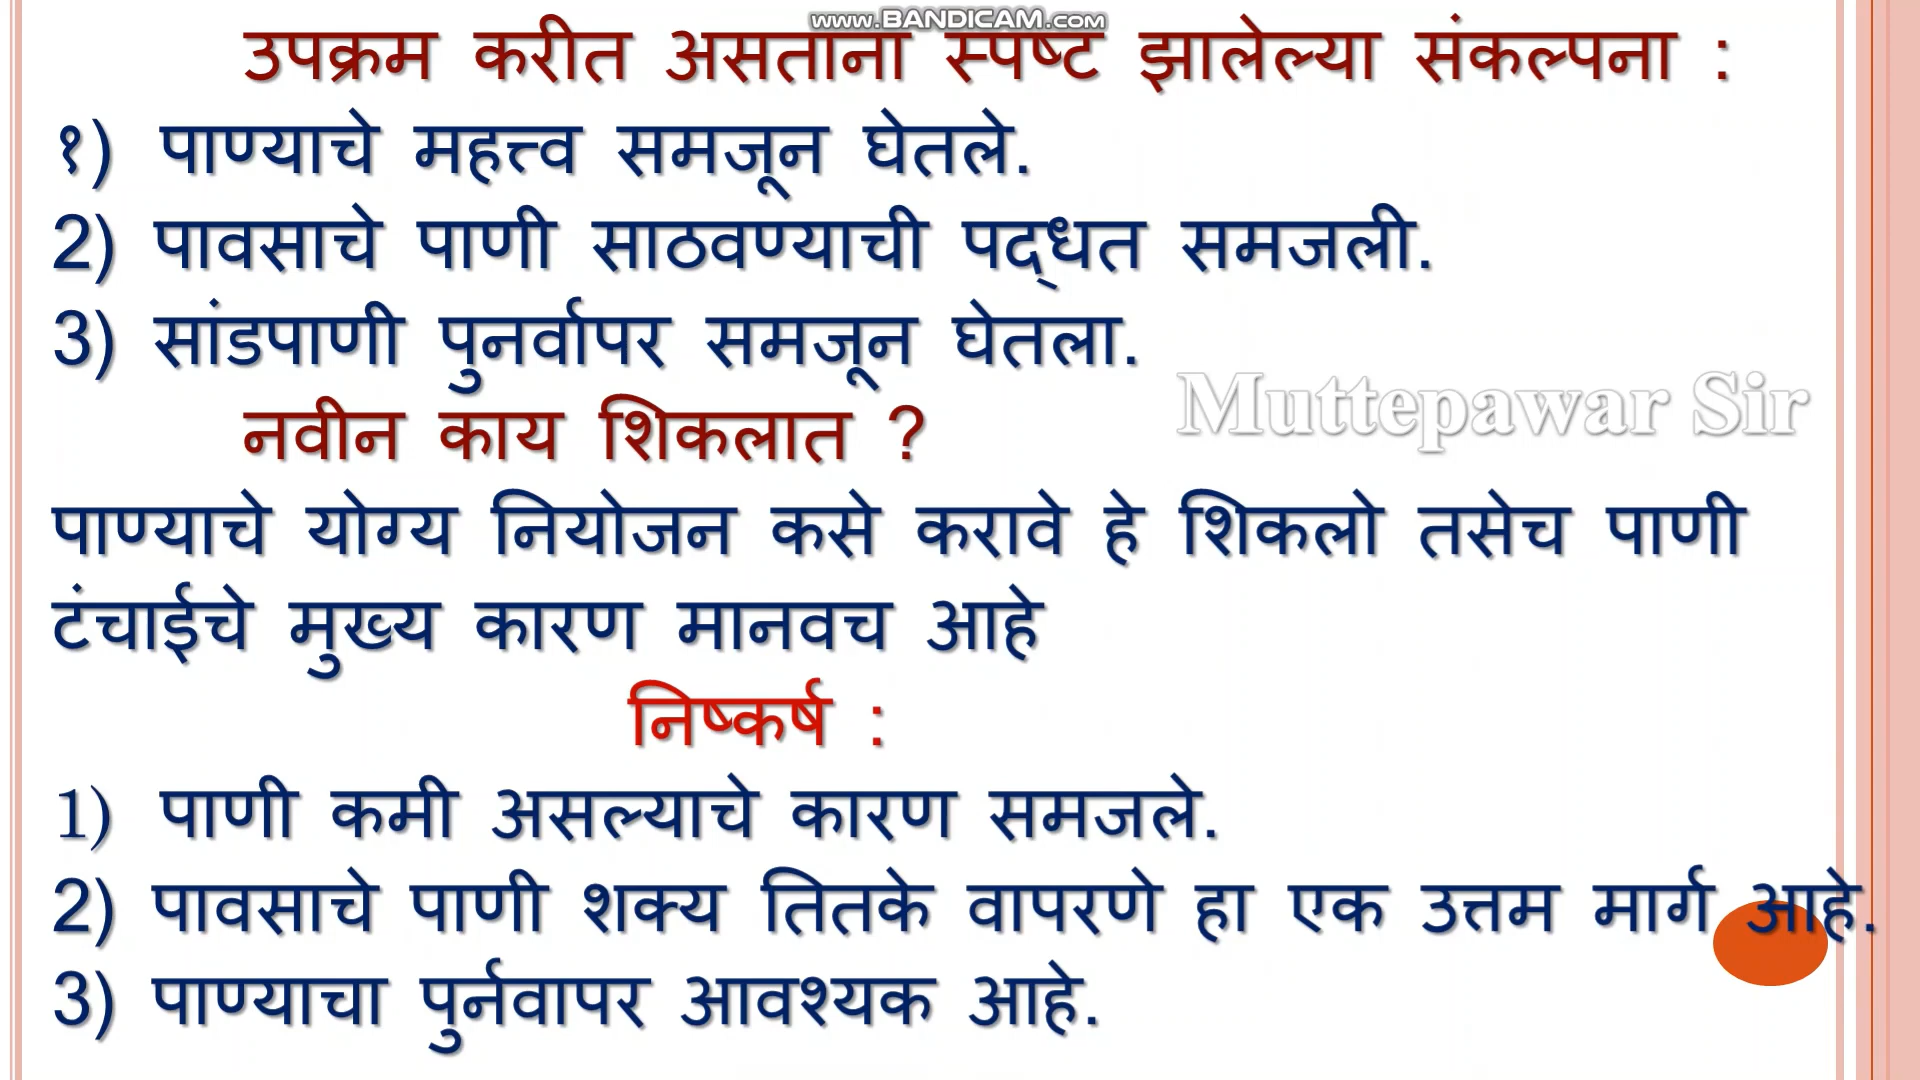 www.BANDICAM.com
उपक्रम करीत असताना स्पष्ट झालेल्या संकल्पना :
१) पाण्याचे महत्त्व समजून घेतले.
2) पावसाचे पाणी साठवण्याची पद्धत समजली.
3) सांडपाणी पुनर्वापर समजून घेतला.
Muttepawar Sir
नवीन काय शिकलात ?
पाण्याचे योग्य नियोजन कसे करावे हे शिकलो तसेच पाणी
टंचाईचे मुख्य कारण मानवच आहे
निष्कर्ष :
1) पाणी कमी असल्याचे कारण समजले.
2) पावसाचे पाणी शक्य तितके वापरणे हा एक उत्तम मार्ग आहे.
3) पाण्याचा पुर्नवापर आवश्यक आहे.